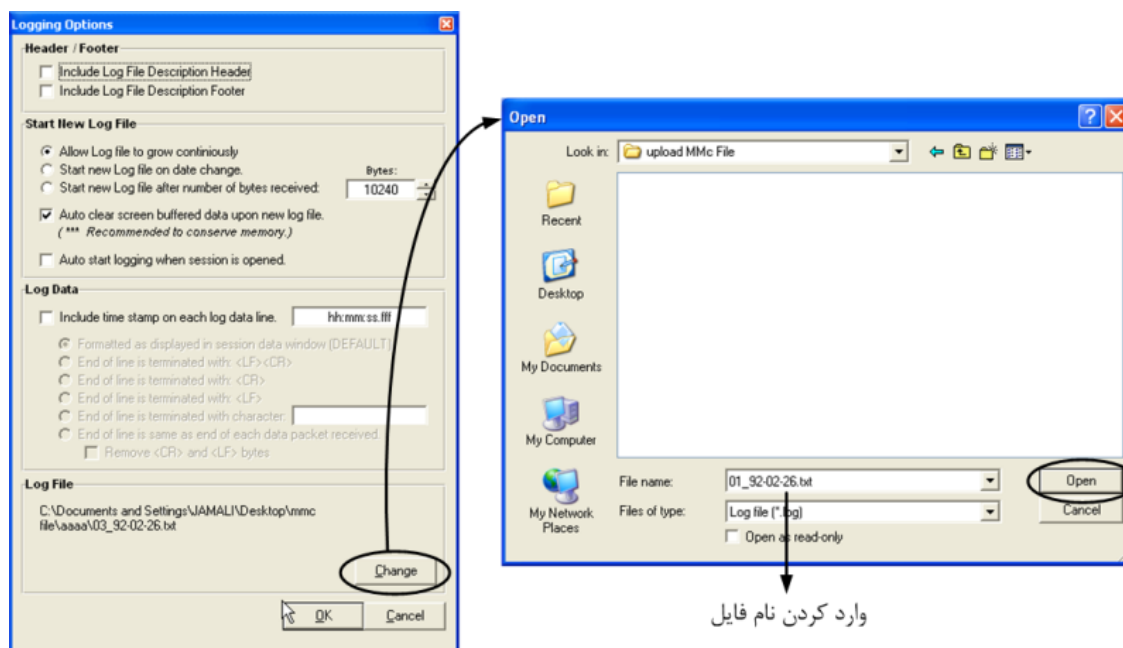 Logging Options
Header / Footer
Include Log File Description Header
Include Log File Description Footer
Start New Log File
Allow Log file to grow continiously
Start new Log file on date change.
Bytes:
Start new Log file after number of bytes received:
10240
Auto clear screen buffered data upon new log file.
( *** Recommended to conserve memory.)
Auto start logging when session is opened.
Log Data
Include time stamp on each log data line.
hh:mm:ss.fff
Formatted as displayed in session data window (DEFAULT)
End of line is terminated with: <LF><CR>
End of line is terminated with: <CR>
End of line is terminated with: <LF>
End of line is terminated with character:
End of line is same as end of each data packet received.
Remove <CR> and <LF> bytes
Log File
C:\Documents and Settings\JAMALI\Desktop\mmc
file\aaaa\03_92-02-26.txt
Change
OK
Cancel
Open
Look in:
upload MMc File
Recent
Desktop
My Documents
My Computer
My Network
Places
File name:
01_92-02-26.txt
Open
Files of type:
Log file (*.log)
Cancel
Open as read-only
وارد کردن نام فایل